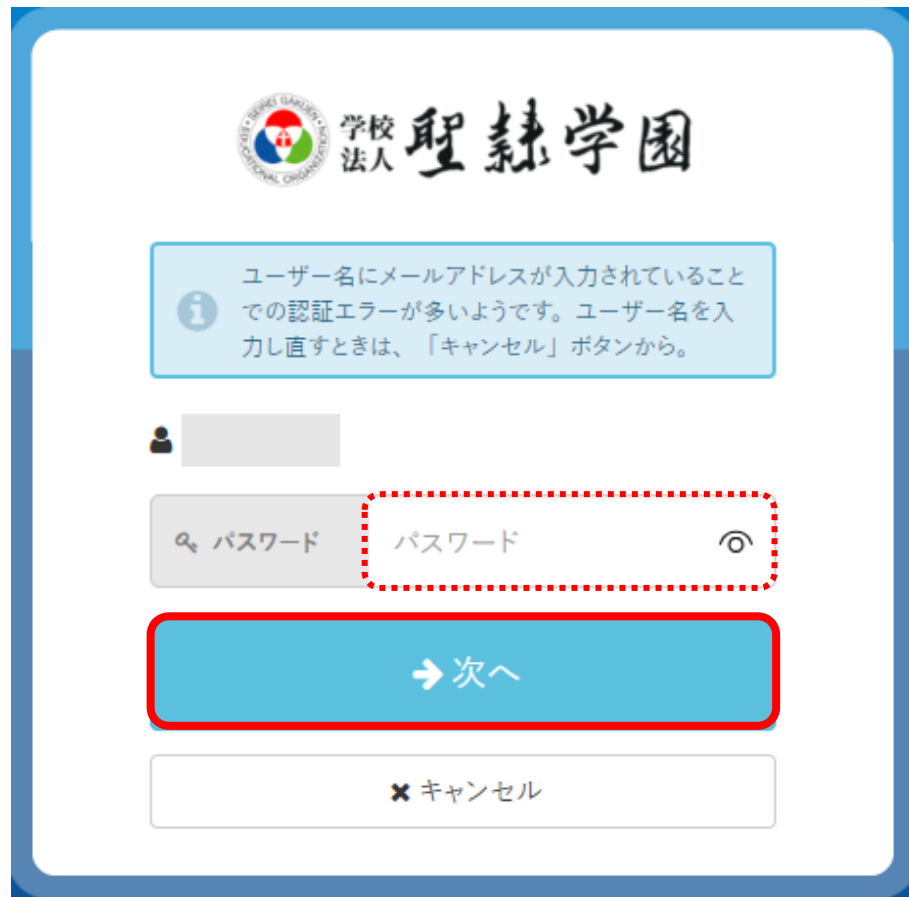 SEIREI GAKUEN
EDUCATIONAL ORGANIZATION
学校
法人
聖隷学園
ユーザー名にメールアドレスが入力されていること
での認証エラーが多いようです。ユーザー名を入
力し直すときは、「キャンセル」ボタンから。
パスワード パスワード
次へ
キャンセル